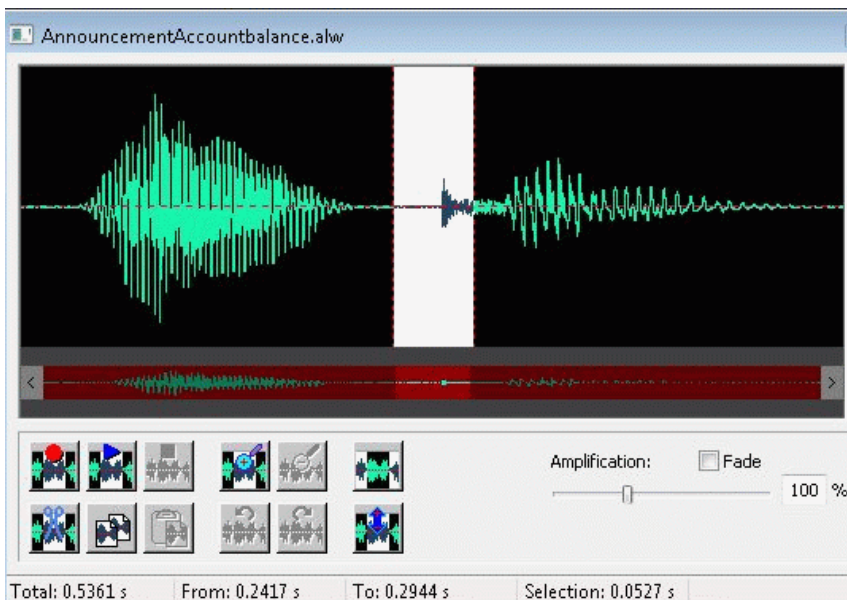 AnnouncementAccountbalance.alw
Amplification:
Fade
100 %
Total: 0.5361 s
From: 0.2417 s
To: 0.2944 s
Selection: 0.0527 s